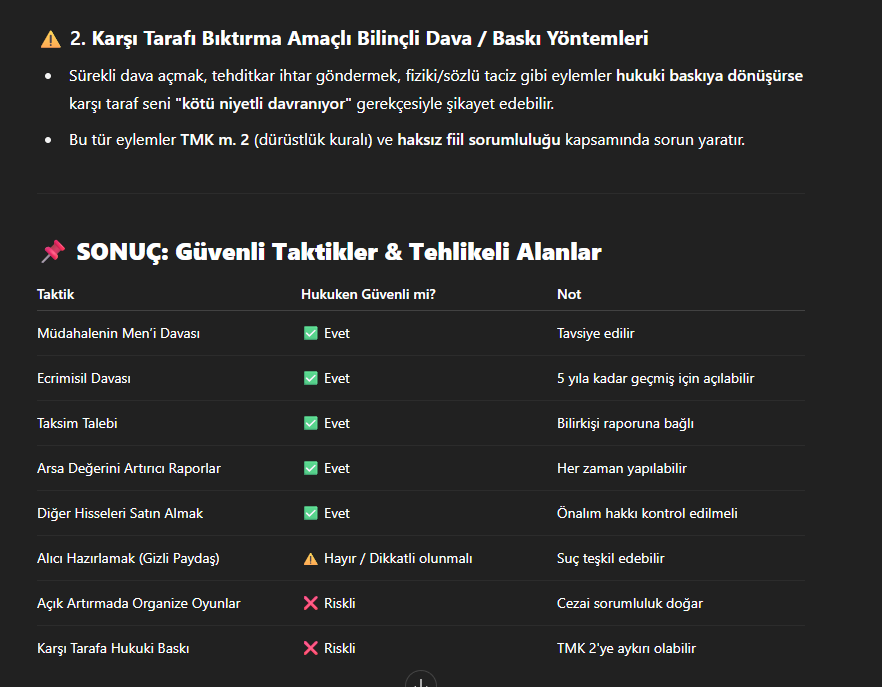 ⚠️ 2. Karşı Tarafı Bıktırma Amaçlı Bilinçli Dava / Baskı Yöntemleri
• Sürekli dava açmak, tehditkar ihtar göndermek, fiziki/sözlü taciz gibi eylemler hukuki baskıya dönüşürse
karşı taraf seni "kötü niyetli davranıyor" gerekçesiyle şikayet edebilir.
• Bu tür eylemler TMK m. 2 (dürüstlük kuralı) ve haksız fiil sorumluluğu kapsamında sorun yaratır.
📌 SONUÇ: Güvenli Taktikler & Tehlikeli Alanlar
Taktik Hukuken Güvenli mi? Not
Müdahalenin Men’i Davası ✅ Evet Tavsiye edilir
Ecrimisil Davası ✅ Evet 5 yıla kadar geçmiş için açılabilir
Taksim Talebi ✅ Evet Bilirkişi raporuna bağlı
Arsa Değerini Artırıcı Raporlar ✅ Evet Her zaman yapılabilir
Diğer Hisseleri Satın Almak ✅ Evet Önalım hakkı kontrol edilmeli
Alıcı Hazırlamak (Gizli Paydaş) ⚠️ Hayır / Dikkatli olunmalı Suç teşkil edebilir
Açık Artırmada Organize Oyunlar ❌ Riskli Cezai sorumluluk doğar
Karşı Tarafa Hukuki Baskı ❌ Riskli TMK 2'ye aykırı olabilir